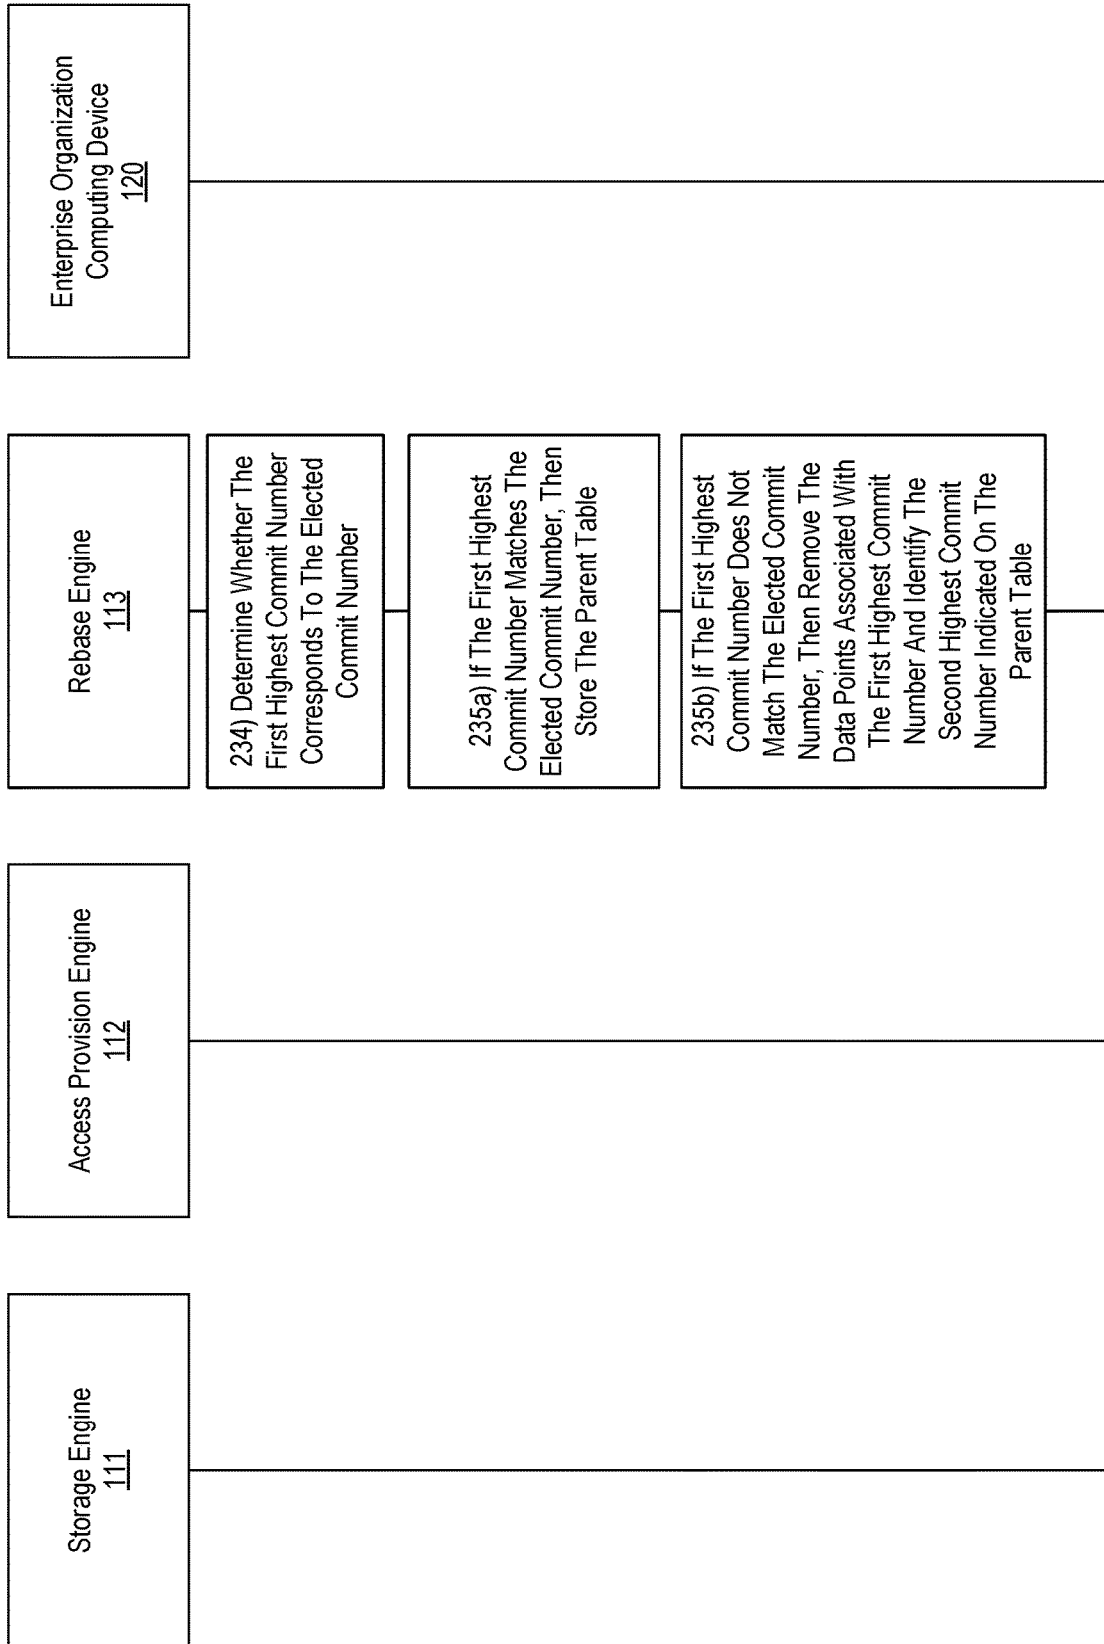 Storage Engine
111
Access Provision Engine
112
Rebase Engine
113
Enterprise Organization
Computing Device
120
234) Determine Whether The
First Highest Commit Number
Corresponds To The Elected
Commit Number
235a) If The First Highest
Commit Number Matches The
Elected Commit Number, Then
Store The Parent Table
235b) If The First Highest
Commit Number Does Not
Match The Elected Commit
Number, Then Remove The
Data Points Associated With
The First Highest Commit
Number And Identify The
Second Highest Commit
Number Indicated On The
Parent Table